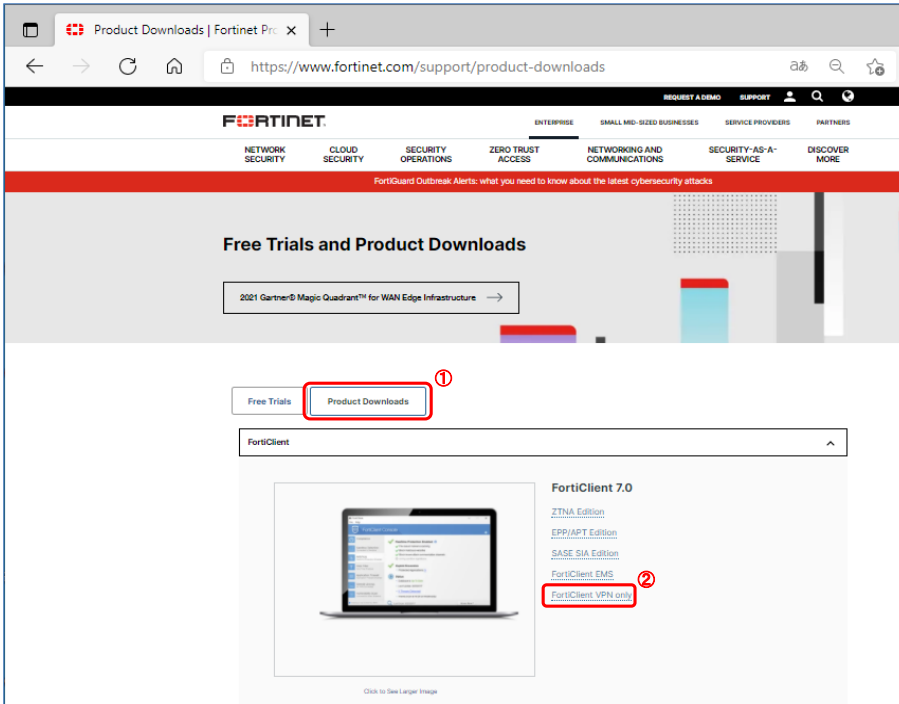 Product Downloads | Fortinet Pro
https://www.fortinet.com/support/product-downloads
aあ
REQUEST A DEMO SUPPORT
FORTINET
ENTERPRISE SMALL MID-SIZED BUSINESSES SERVICE PROVIDERS PARTNERS
NETWORK SECURITY CLOUD SECURITY SECURITY OPERATIONS ZERO TRUST ACCESS NETWORKING AND COMMUNICATIONS SECURITY-AS-A-SERVICE DISCOVER MORE
FortiGuard Outbreak Alerts: what you need to know about the latest cybersecurity attacks
Free Trials and Product Downloads
2021 Gartner® Magic Quadrant™ for WAN Edge Infrastructure
①
Free Trials Product Downloads
FortiClient
FortiClient 7.0
ZTNA Edition
EPP/APT Edition
SASE SIA Edition
FortiClient EMS
②
FortiClient VPN only
Click to See Larger Image